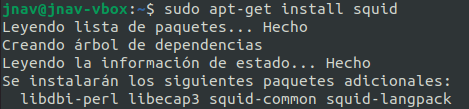 jnav@jnav-vbox:~$ sudo apt-get install squid
Leyendo lista de paquetes... Hecho
Creando árbol de dependencias
Leyendo la información de estado... Hecho
Se instalarán los siguientes paquetes adicionales:
  libdbi-perl libecap3 squid-common squid-langpack